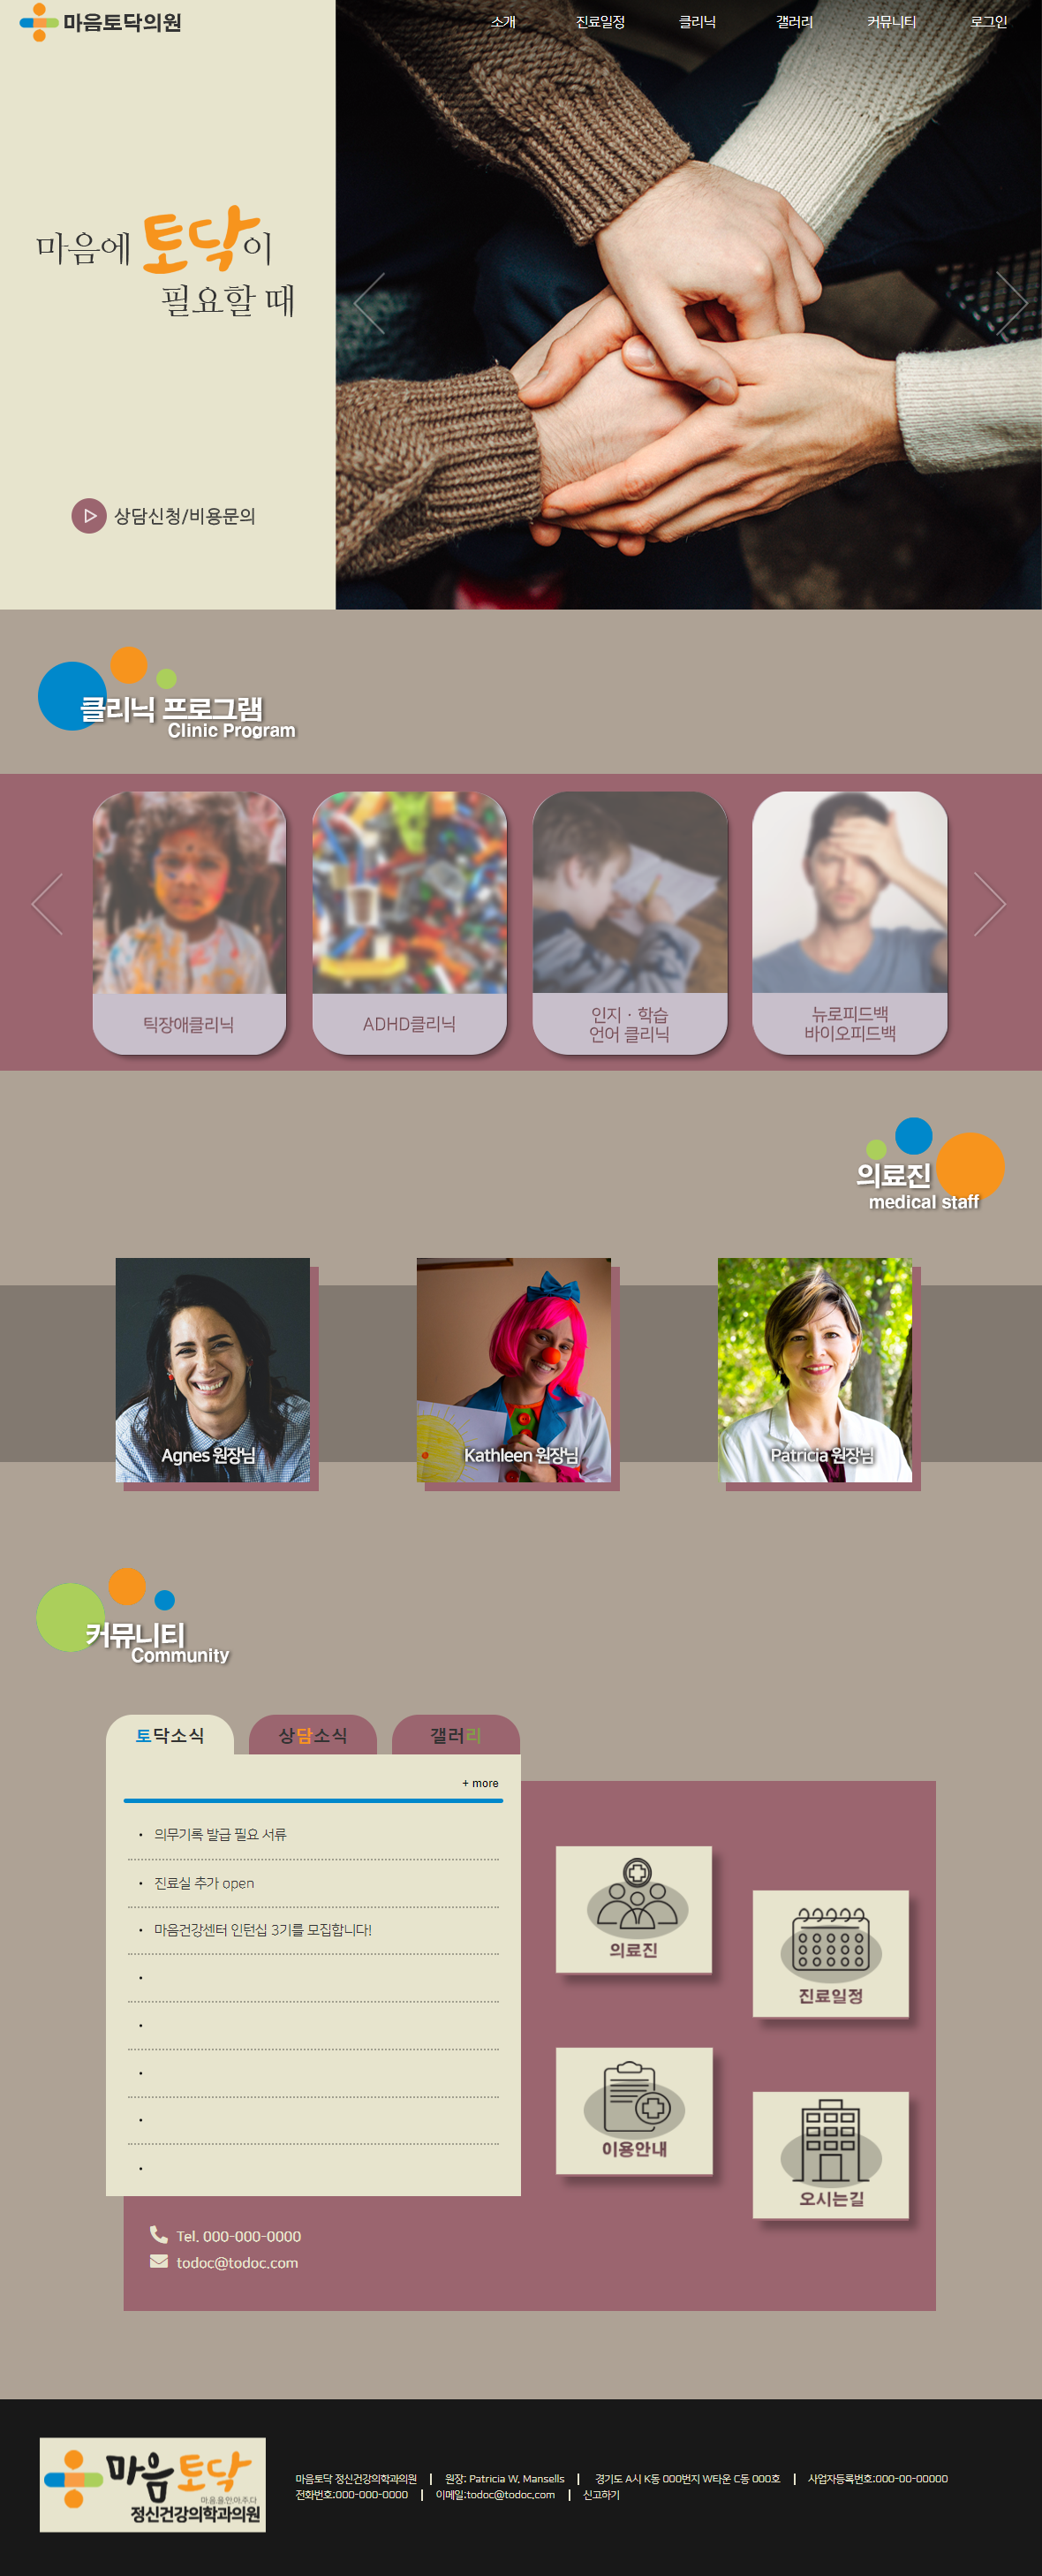 마음토닥의원
소개 진료일정 클리닉 갤러리 커뮤니티 로그인
마음에 토닥이
필요할 때
상담신청/비용문의
클리닉 프로그램
Clinic Program
틱장애클리닉
ADHD클리닉
인지 · 학습
언어 클리닉
뉴로피드백
바이오피드백
의료진
medical staff
Agnes 원장님
Kathleen 원장님
Patricia 원장님
커뮤니티
Community
토닥소식 상담소식 갤러리
+ more
• 의무기록 발급 필요 서류
• 진료실 추가 open
• 마음건강센터 인턴십 3기를 모집합니다!
•
•
•
•
•
의료진
진료일정
이용안내
오시는길
Tel. 000-000-0000
todoc@todoc.com
마음토닥
마음을안아주다
정신건강의학과의원
마음토닥 정신건강의학과의원 | 원장: Patricia W, Mansells | 경기도 A시 K동 000번지 W타운 C동 000호 | 사업자등록번호:000-00-00000
전화번호:000-000-0000 | 이메일:todoc@todoc.com | 신고하기